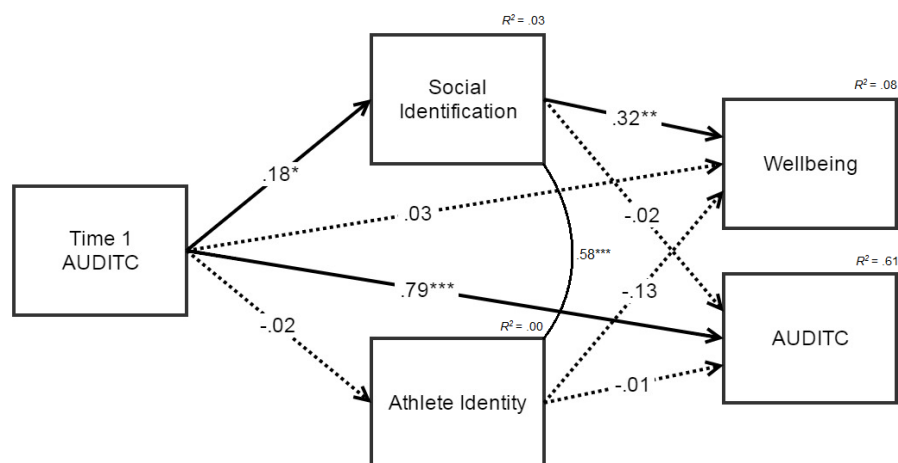 R² = .03
Social
Identification
R² = .08
Wellbeing
.32**
.18*
.03
-.02
Time 1
AUDITC
.58***
R² = .61
.79***
-.13
-.02
R² = .00
AUDITC
Athlete Identity
-.01